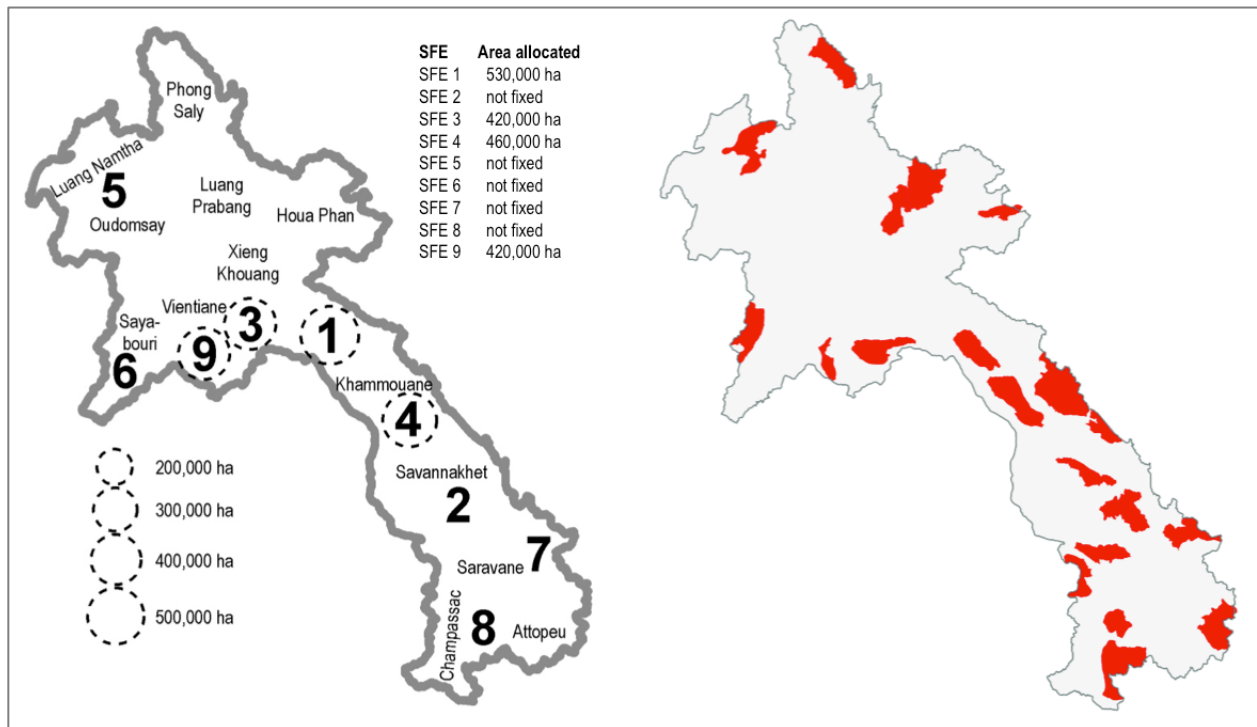 SFE Area allocated
SFE 1 530,000 ha
SFE 2 not fixed
SFE 3 420,000 ha
SFE 4 460,000 ha
SFE 5 not fixed
SFE 6 not fixed
SFE 7 not fixed
SFE 8 not fixed
SFE 9 420,000 ha
Phong
Saly
Luang Namtha
5
Oudomsay
Luang
Prabang
Houa Phan
Xieng
Khouang
Vientiane
3
1
Saya-
bouri
9
6
Khammouane
4
Savannakhet
2
7
Saravane
Champassac
8
Attopeu
200,000 ha
300,000 ha
400,000 ha
500,000 ha